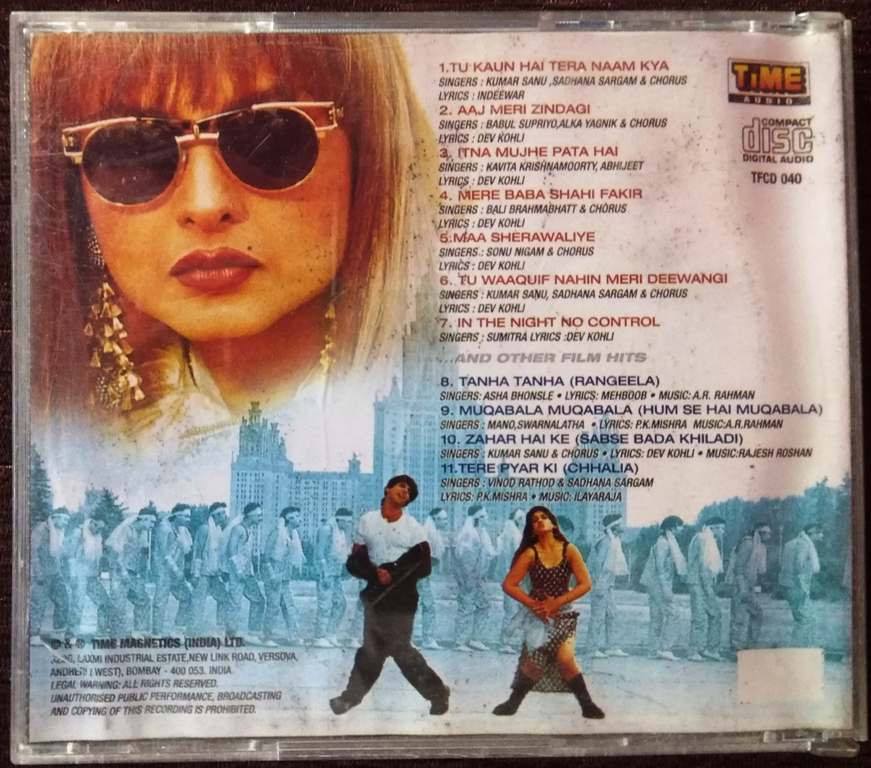 1.TU KAUN HAI TERA NAAM KYA
SINGERS : KUMAR SANU ,SADHANA SARGAM & CHORUS
LYRICS : INDEEWAR
2. AAJ MERI ZINDAGI
SINGERS : BABUL SUPRIYO,ALKA YAGNIK & CHORUS
LYRICS : DEV KOHLI
3. ITNA MUJHE PATA HAI
SINGERS : KAVITA KRISHNAMOORTY, ABHIJEET
LYRICS : DEV KOHLI
4. MERE BABA SHAHI FAKIR
SINGERS : BALI BRAHMABHATT & CHORUS
LYRICS : DEV KOHLI
5.MAA SHERAWALIYE
SINGERS : SONU NIGAM & CHORUS
LYRICS : DEV KOHLI
6. TU WAAQUIF NAHIN MERI DEEWANGI
SINGERS : KUMAR SANU, SADHANA SARGAM & CHORUS
LYRICS : DEV KOHLI
7. IN THE NIGHT NO CONTROL
SINGERS : SUMITRA LYRICS :DEV KOHLI
...AND OTHER FILM HITS
8. TANHA TANHA (RANGEELA)
SINGERS: ASHA BHONSLE • LYRICS: MEHBOOB • MUSIC: A.R. RAHMAN
9. MUQABALA MUQABALA (HUM SE HAI MUQABALA)
SINGERS : MANO,SWARNALATHA • LYRICS: P.K.MISHRA MUSIC:A.R.RAHMAN
10. ZAHAR HAI KE (SABSE BADA KHILADI)
SINGERS : KUMAR SANU & CHORUS • LYRICS: DEV KOHLI • MUSIC:RAJESH ROSHAN
11.TERE PYAR KI (CHHALIA)
SINGERS : VINOD RATHOD & SADHANA SARGAM
LYRICS: P.K.MISHRA • MUSIC: ILAYARAJA
TIME
AUDIO
COMPACT
disc
DIGITAL AUDIO
TFCD 040
℗ & © TIME MAGNETICS (INDIA) LTD.
LAXMI INDUSTRIAL ESTATE,NEW LINK ROAD, VERSOVA,
ANDHERI (WEST), BOMBAY - 400 053. INDIA.
LEGAL WARNING: ALL RIGHTS RESERVED.
UNAUTHORISED PUBLIC PERFORMANCE, BROADCASTING
AND COPYING OF THIS RECORDING IS PROHIBITED.